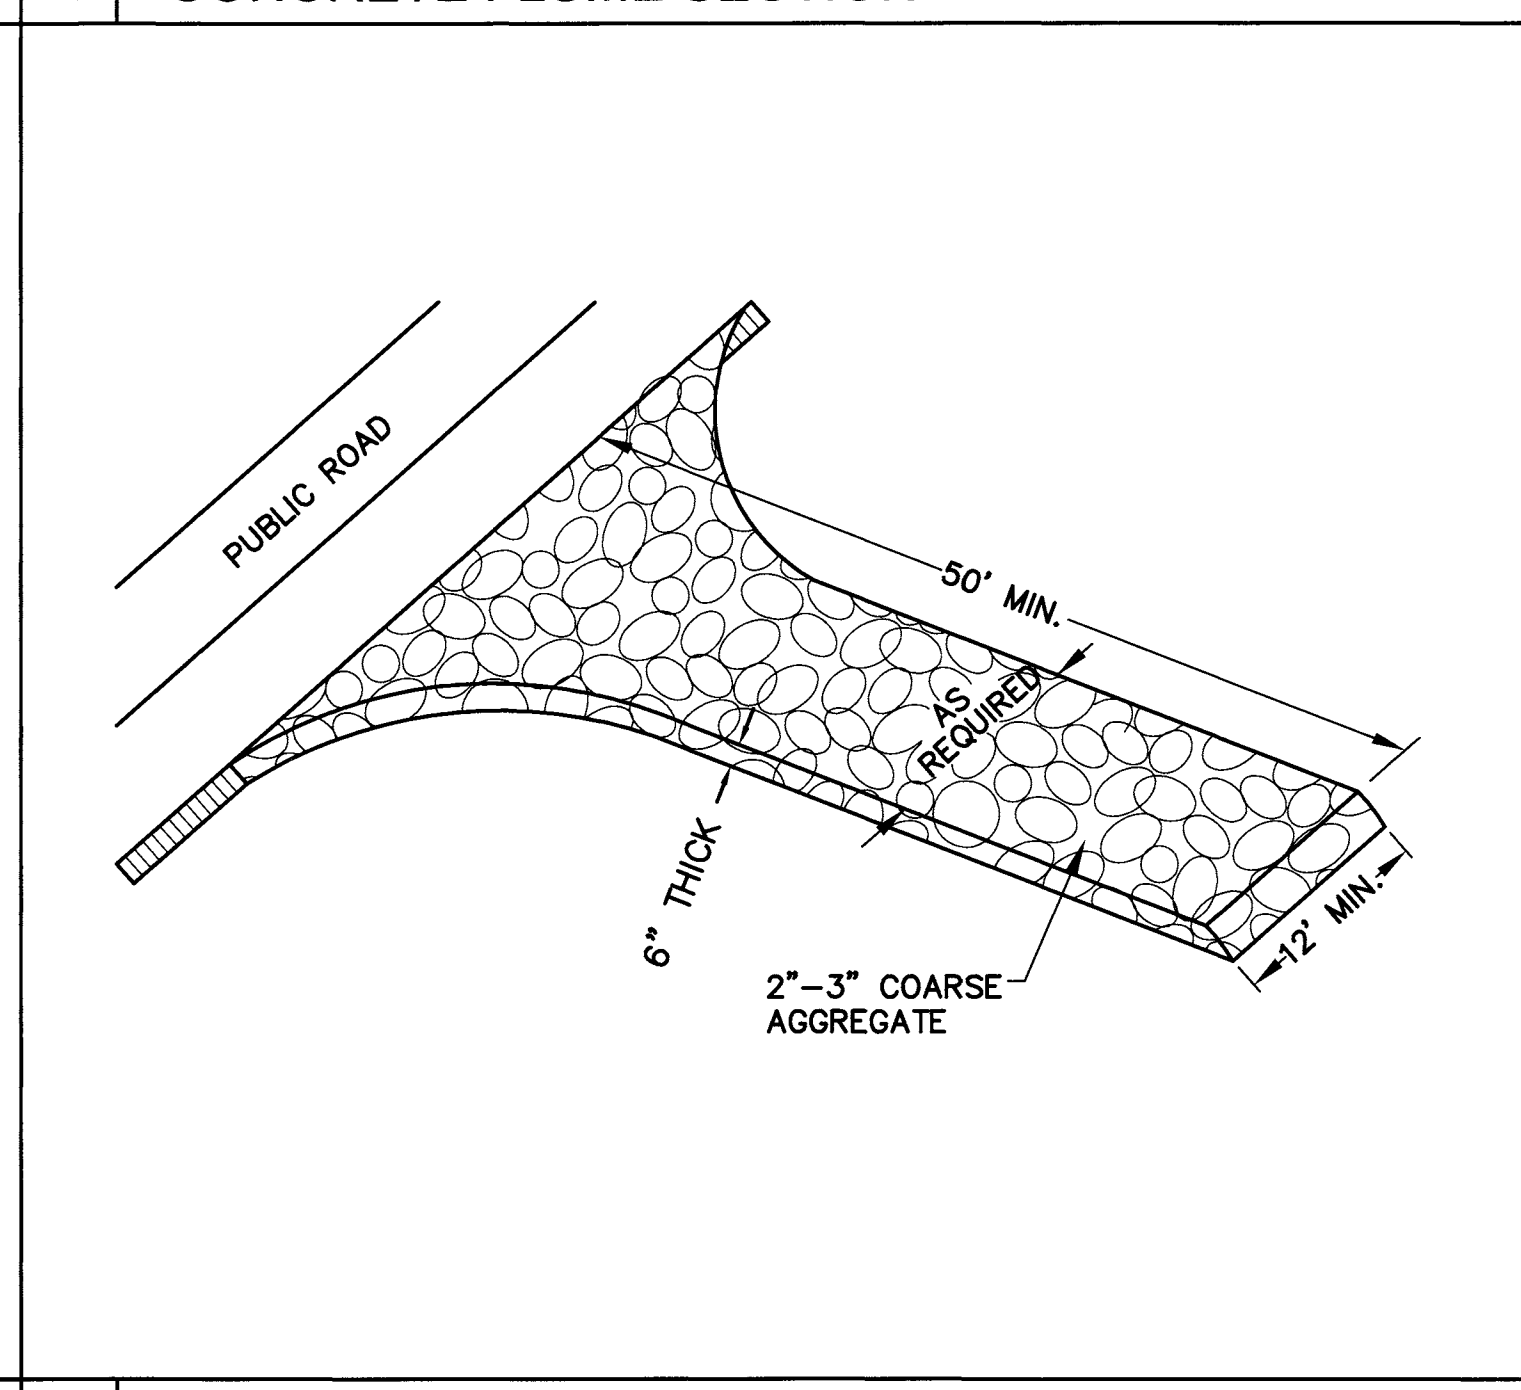 PUBLIC ROAD
50' MIN.
AS
REQUIRED
6" THICK
12' MIN.
2"-3" COARSE
AGGREGATE